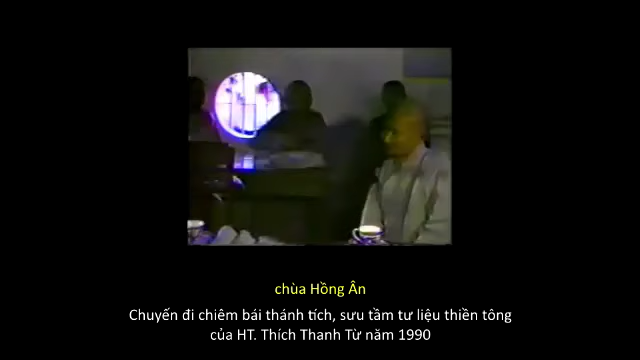 chùa Hồng Ân
Chuyến đi chiêm bái thánh tích, sưu tầm tư liệu thiền tông
của HT. Thích Thanh Từ năm 1990